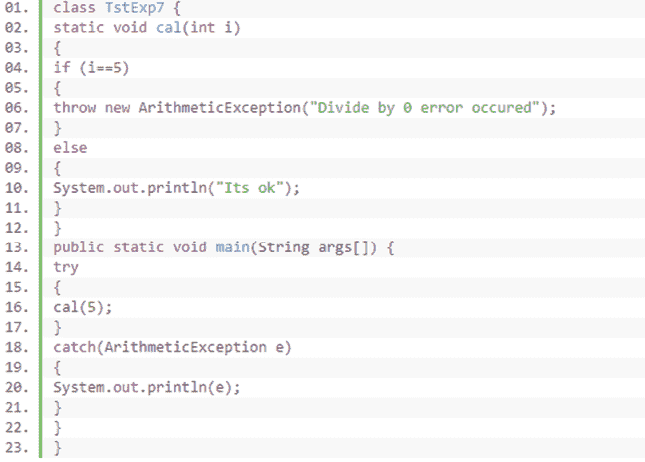 01. class TstExp7 {
02. static void cal(int i)
03. {
04. if (i==5)
05. {
06. throw new ArithmeticException("Divide by 0 error occured");
07. }
08. else
09. {
10. System.out.println("Its ok");
11. }
12. }
13. public static void main(String args[]) {
14. try
15. {
16. cal(5);
17. }
18. catch(ArithmeticException e)
19. {
20. System.out.println(e);
21. }
22. }
23. }